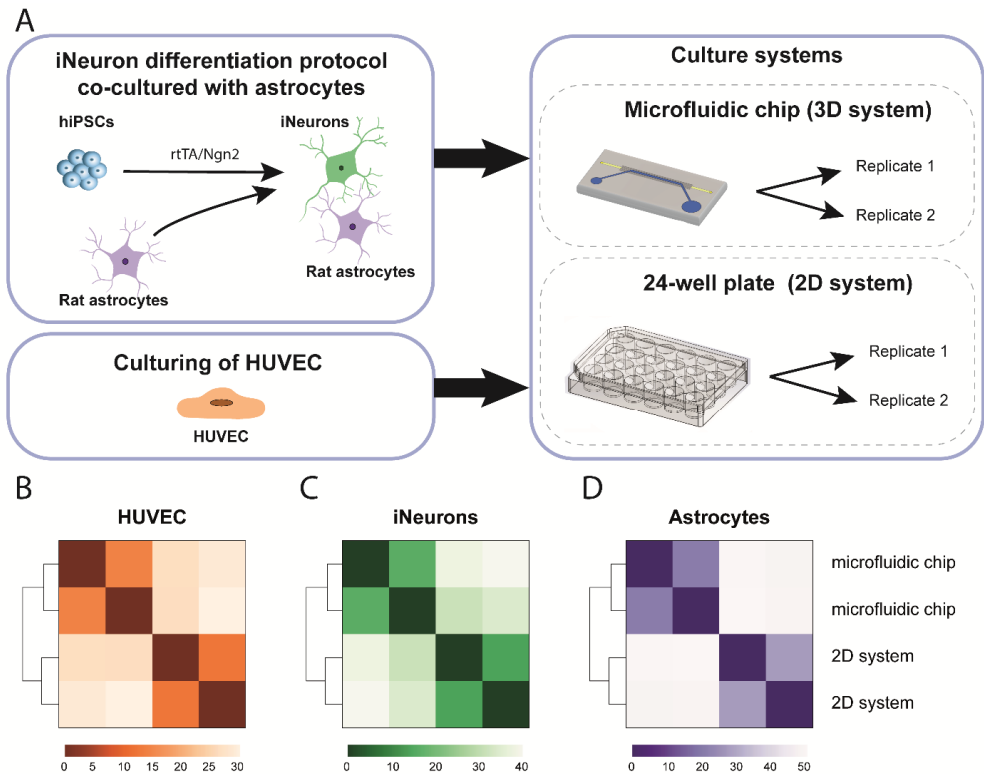 A
iNeuron differentiation protocol
co-cultured with astrocytes
hiPSCs
iNeurons
rtTA/Ngn2
Rat astrocytes
Rat astrocytes
Culturing of HUVEC
HUVEC
Culture systems
Microfluidic chip (3D system)
Replicate 1
Replicate 2
24-well plate (2D system)
Replicate 1
Replicate 2
B
HUVEC
0 5 10 15 20 25 30
C
iNeurons
0 10 20 30 40
D
Astrocytes
microfluidic chip
microfluidic chip
2D system
2D system
0 10 20 30 40 50